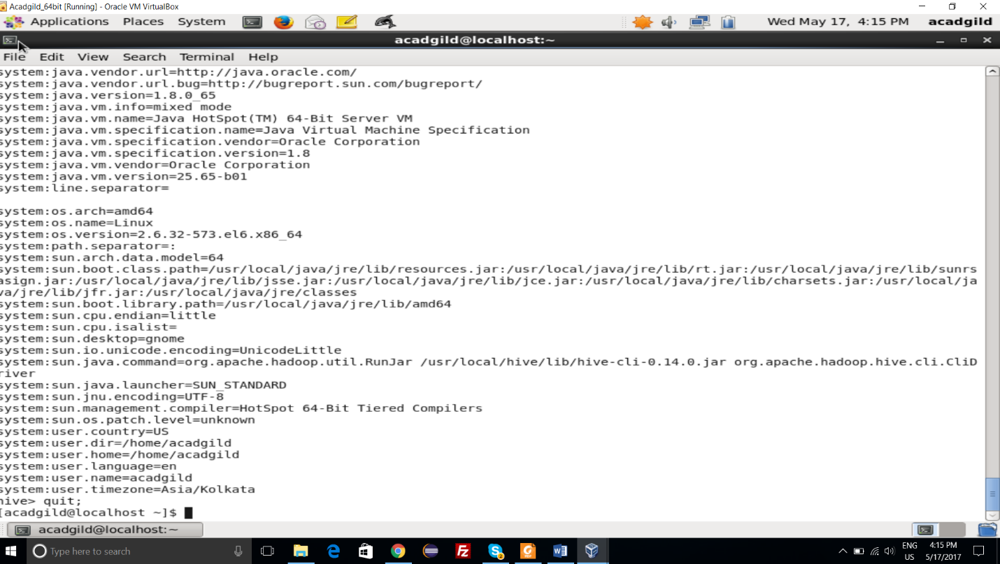 Acadgild_64bit [Running] - Oracle VM VirtualBox
Applications Places System Wed May 17, 4:15 PM acadgild
acadgild@localhost:~
File Edit View Search Terminal Help
system:java.vendor.url=http://java.oracle.com/
system:java.vendor.url.bug=http://bugreport.sun.com/bugreport/
system:java.version=1.8.0_65
system:java.vm.info=mixed mode
system:java.vm.name=Java HotSpot(TM) 64-Bit Server VM
system:java.vm.specification.name=Java Virtual Machine Specification
system:java.vm.specification.vendor=Oracle Corporation
system:java.vm.specification.version=1.8
system:java.vm.vendor=Oracle Corporation
system:java.vm.version=25.65-b01
system:line.separator=
system:os.arch=amd64
system:os.name=Linux
system:os.version=2.6.32-573.el6.x86_64
system:path.separator=:
system:sun.arch.data.model=64
system:sun.boot.class.path=/usr/local/java/jre/lib/resources.jar:/usr/local/java/jre/lib/rt.jar:/usr/local/java/jre/lib/sunrs
asign.jar:/usr/local/java/jre/lib/jsse.jar:/usr/local/java/jre/lib/jce.jar:/usr/local/java/jre/lib/charsets.jar:/usr/local/ja
va/jre/lib/jfr.jar:/usr/local/java/jre/classes
system:sun.boot.library.path=/usr/local/java/jre/lib/amd64
system:sun.cpu.endian=little
system:sun.cpu.isalist=
system:sun.desktop=gnome
system:sun.io.unicode.encoding=UnicodeLittle
system:sun.java.command=org.apache.hadoop.util.RunJar /usr/local/hive/lib/hive-cli-0.14.0.jar org.apache.hadoop.hive.cli.CliD
river
system:sun.java.launcher=SUN_STANDARD
system:sun.jnu.encoding=UTF-8
system:sun.management.compiler=HotSpot 64-Bit Tiered Compilers
system:sun.os.patch.level=unknown
system:user.country=US
system:user.dir=/home/acadgild
system:user.home=/home/acadgild
system:user.language=en
system:user.name=acadgild
system:user.timezone=Asia/Kolkata
hive> quit;
[acadgild@localhost ~]$
acadgild@localhost:~
Type here to search
ENG 4:15 PM
US 5/17/2017